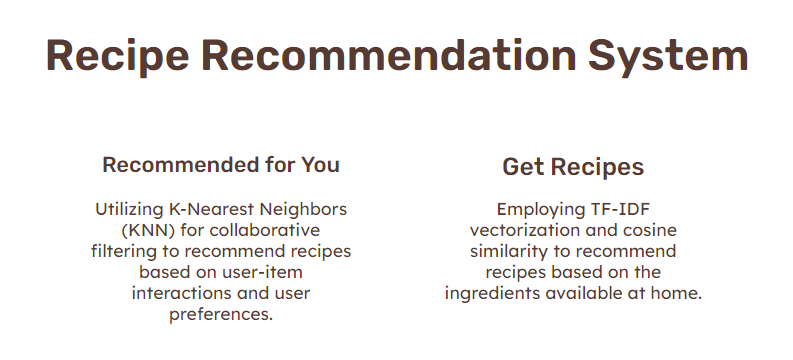 Recipe Recommendation System
Recommended for You
Utilizing K-Nearest Neighbors
(KNN) for collaborative
filtering to recommend recipes
based on user-item
interactions and user
preferences.
Get Recipes
Employing TF-IDF
vectorization and cosine
similarity to recommend
recipes based on the
ingredients available at home.